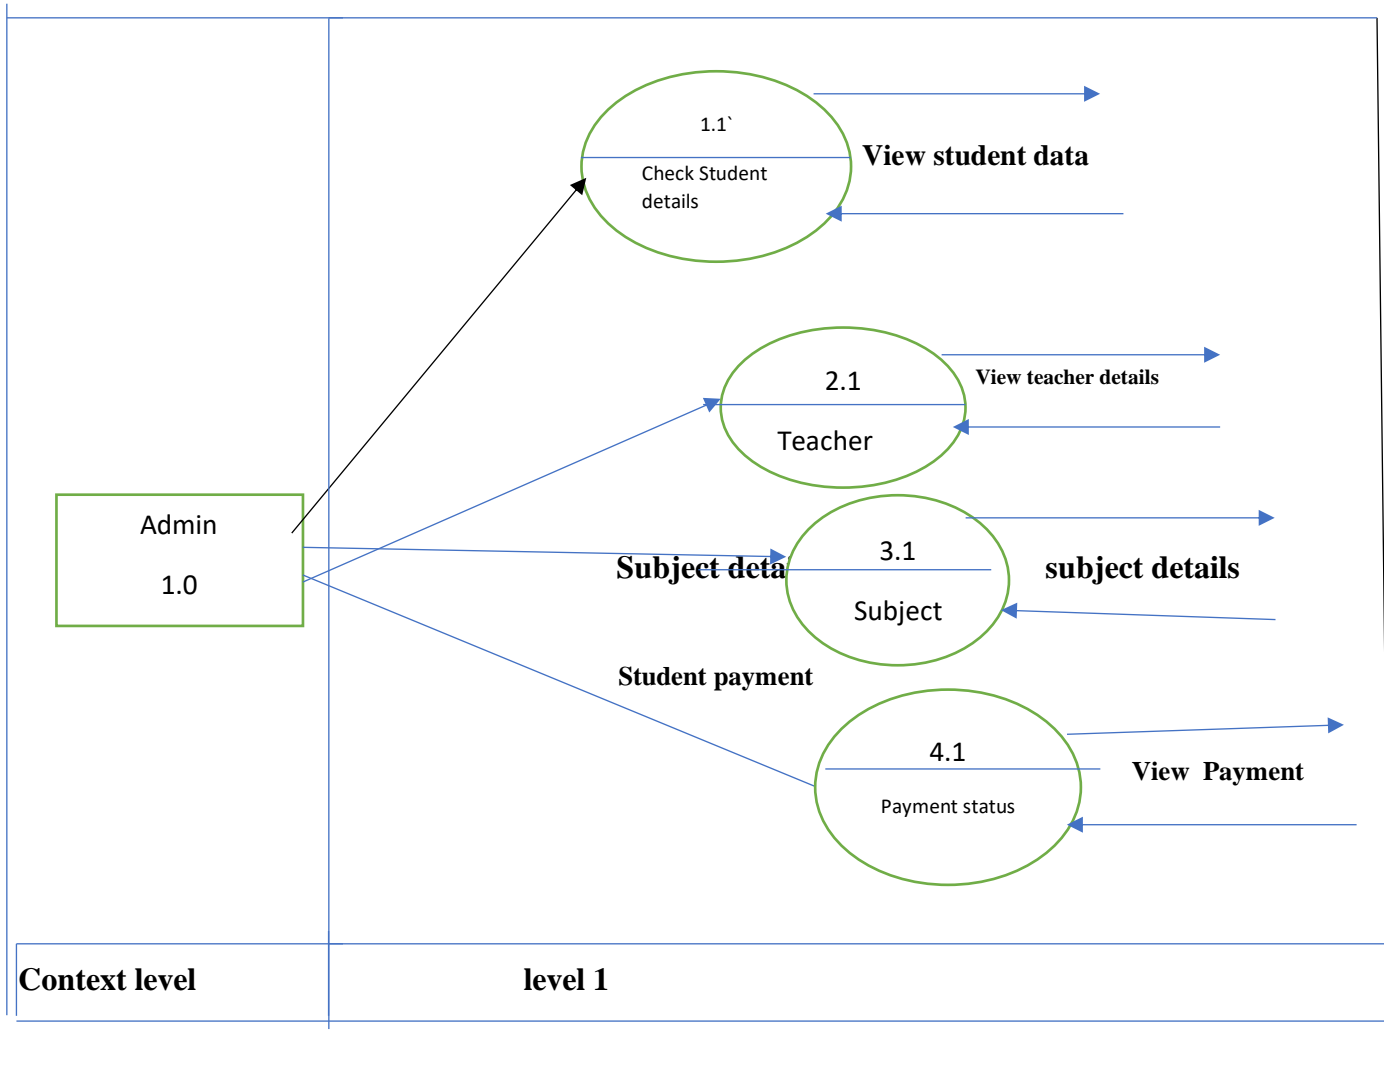 1.1`
Check Student
details
View student data
2.1
Teacher
View teacher details
Admin
1.0
Subject deta
3.1
Subject
subject details
Student payment
4.1
Payment status
View  Payment
Context level
level 1